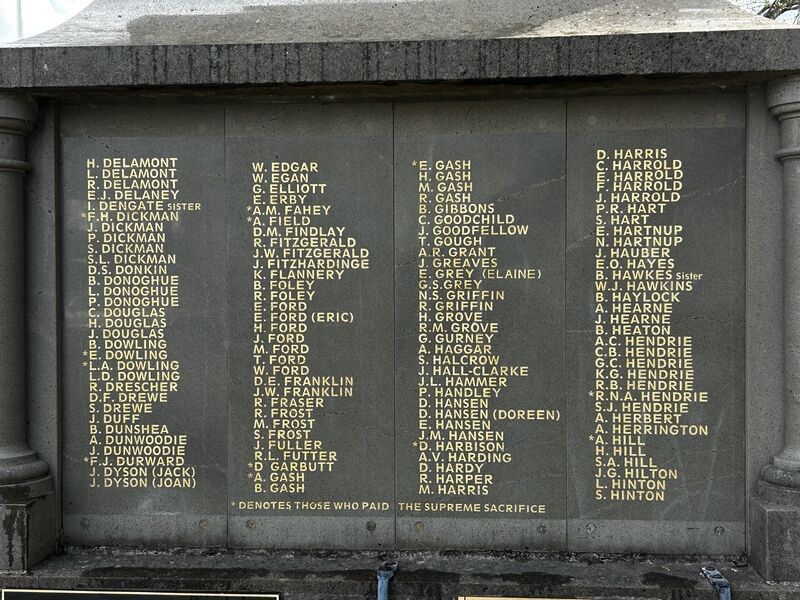 H. DELAMONT
L. DELAMONT
R. DELAMONT
E.J. DELANEY
I. DENGATE SISTER
*F.H. DICKMAN
J. DICKMAN
P. DICKMAN
S. DICKMAN
S.L. DICKMAN
D.S. DONKIN
B. DONOGHUE
L. DONOGHUE
P. DONOGHUE
C. DOUGLAS
H. DOUGLAS
J. DOUGLAS
B. DOWLING
*E. DOWLING
*L.A. DOWLING
L.D. DOWLING
R. DRESCHER
D.F. DREWE
S. DREWE
J. DUFF
B. DUNSHEA
A. DUNWOODIE
J. DUNWOODIE
*F.J. DURWARD
J. DYSON (JACK)
J. DYSON (JOAN)
W. EDGAR
W. EGAN
G. ELLIOTT
E. ERBY
*A.M. FAHEY
*A. FIELD
D.M. FINDLAY
R. FITZGERALD
J.W. FITZGERALD
J. FITZHARDINGE
K. FLANNERY
B. FOLEY
R. FOLEY
E. FORD
E. FORD (ERIC)
H. FORD
J. FORD
M. FORD
T. FORD
W. FORD
D.E. FRANKLIN
J.W. FRANKLIN
R. FRASER
R. FROST
M. FROST
S. FROST
J. FULLER
R.L. FUTTER
*D GARBUTT
*A. GASH
B. GASH
*E. GASH
H. GASH
M. GASH
R. GASH
B. GIBBONS
C. GOODCHILD
J. GOODFELLOW
T. GOUGH
A.R. GRANT
J. GREAVES
E. GREY (ELAINE)
G.S. GREY
N.S. GRIFFIN
R. GRIFFIN
H. GROVE
R.M. GROVE
G. GURNEY
A. HAGGAR
S. HALCROW
J. HALL-CLARKE
J.L. HAMMER
P. HANDLEY
D. HANSEN
D. HANSEN (DOREEN)
E. HANSEN
J.M. HANSEN
*D. HARBISON
A.V. HARDING
D. HARDY
R. HARPER
M. HARRIS
D. HARRIS
C. HARROLD
E. HARROLD
F. HARROLD
J. HARROLD
P.R. HART
S. HART
E. HARTNUP
N. HARTNUP
J. HAUBER
E.O. HAYES
B. HAWKES Sister
W.J. HAWKINS
B. HAYLOCK
A. HEARNE
J. HEARNE
B. HEATON
A.C. HENDRIE
C.B. HENDRIE
G.C. HENDRIE
C.G. HENDRIE
R.B. HENDRIE
*R.N.A. HENDRIE
S.J. HENDRIE
A. HERBERT
A. HERRINGTON
*A. HILL
H. HILL
S.A. HILL
J.G. HILTON
L. HINTON
S. HINTON
* DENOTES THOSE WHO PAID THE SUPREME SACRIFICE